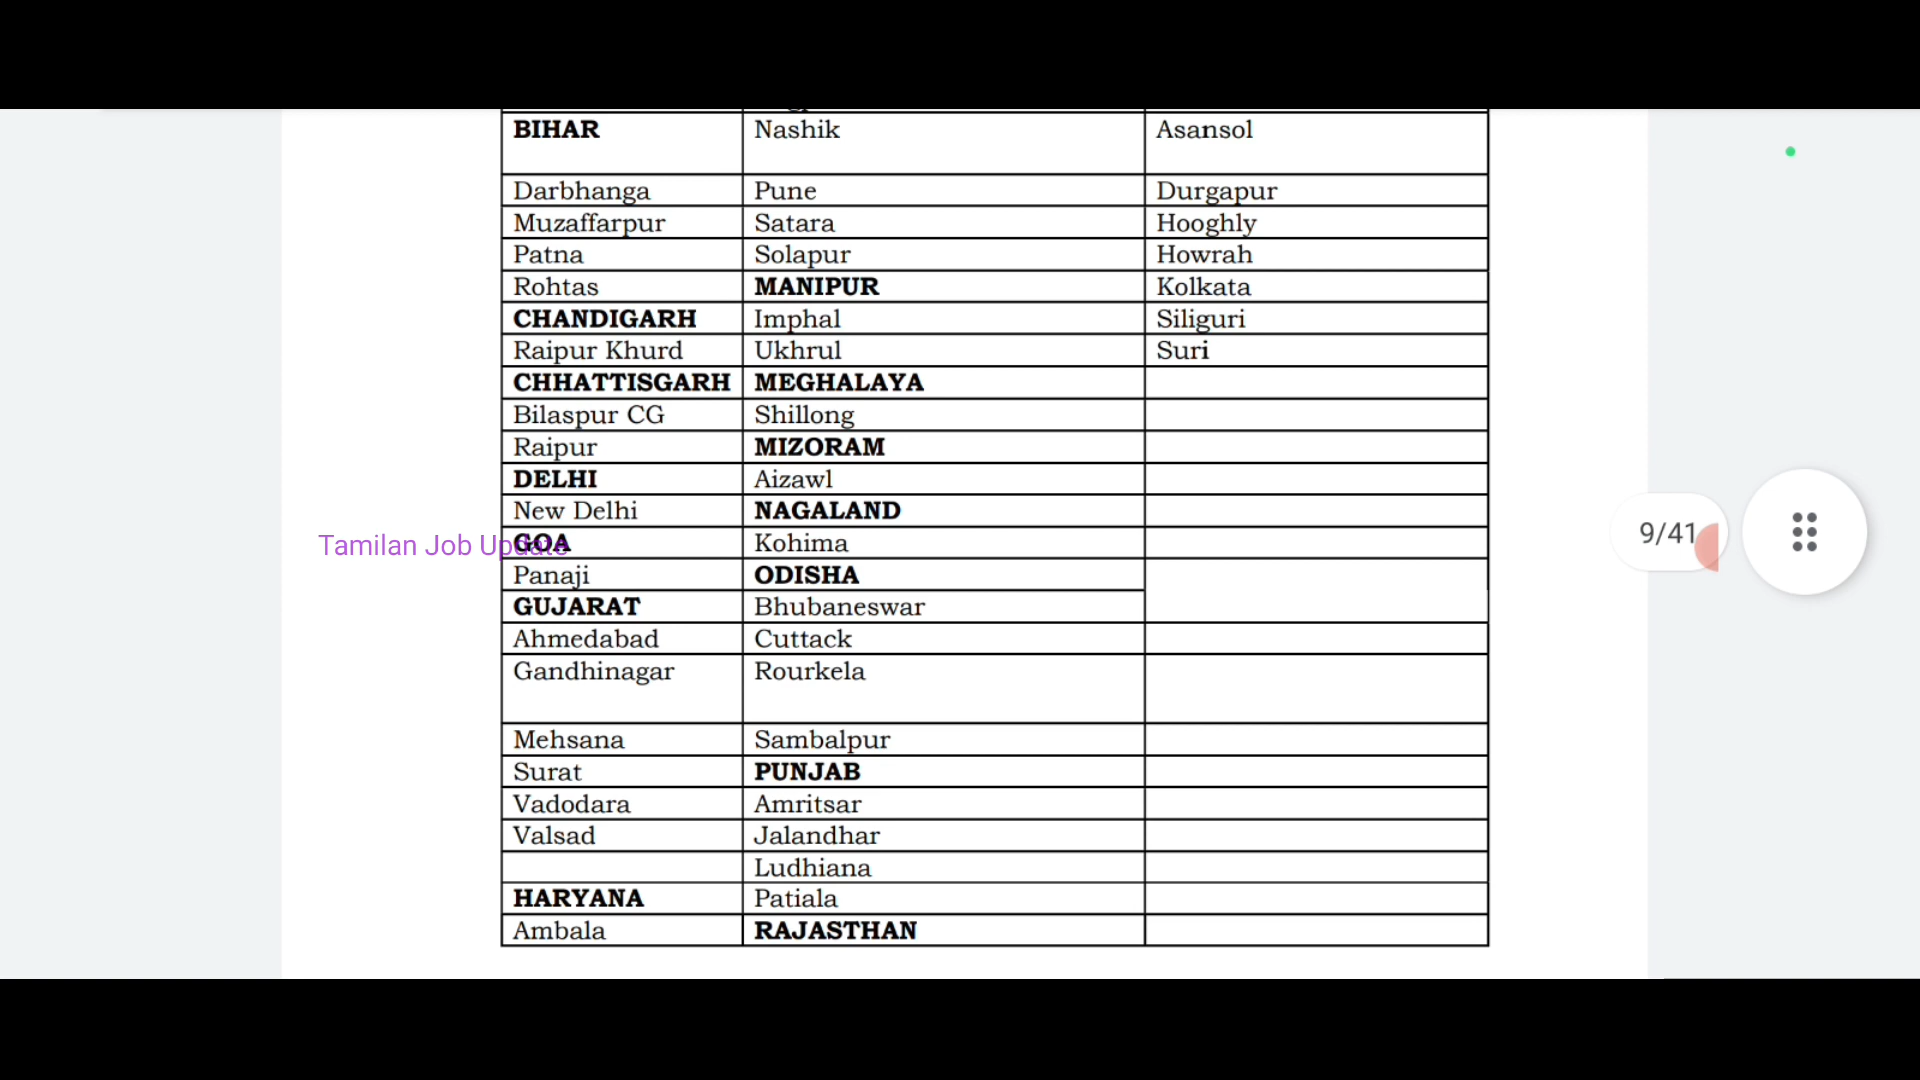 BIHAR Nashik Asansol
Darbhanga Pune Durgapur
Muzaffarpur Satara Hooghly
Patna Solapur Howrah
Rohtas MANIPUR Kolkata
CHANDIGARH Imphal Siliguri
Raipur Khurd Ukhrul Suri
CHHATTISGARH MEGHALAYA
Bilaspur CG Shillong
Raipur MIZORAM
DELHI Aizawl
New Delhi NAGALAND
Tamilan Job Update
GOA Kohima
9/41
Panaji ODISHA
GUJARAT Bhubaneswar
Ahmedabad Cuttack
Gandhinagar Rourkela
Mehsana Sambalpur
Surat PUNJAB
Vadodara Amritsar
Valsad Jalandhar
Ludhiana
HARYANA Patiala
Ambala RAJASTHAN